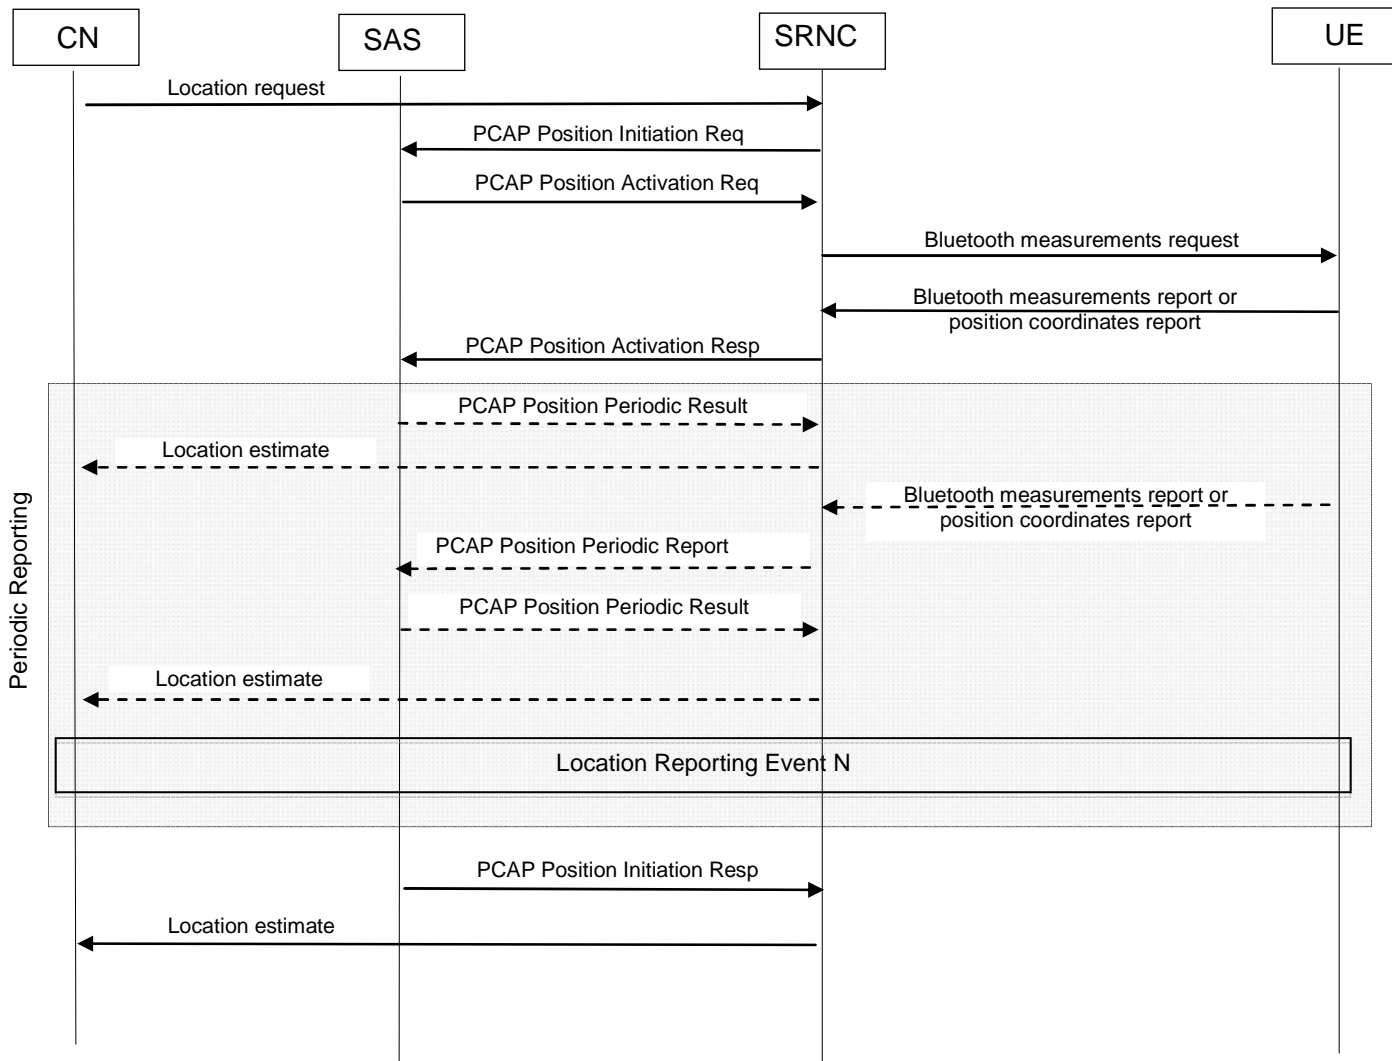 CN
SAS
SRNC
UE
Location request
PCAP Position Initiation Req
PCAP Position Activation Req
Bluetooth measurements request
Bluetooth measurements report or
position coordinates report
PCAP Position Activation Resp
Periodic Reporting
PCAP Position Periodic Result
Location estimate
Bluetooth measurements report or
position coordinates report
PCAP Position Periodic Report
PCAP Position Periodic Result
Location estimate
Location Reporting Event N
PCAP Position Initiation Resp
Location estimate